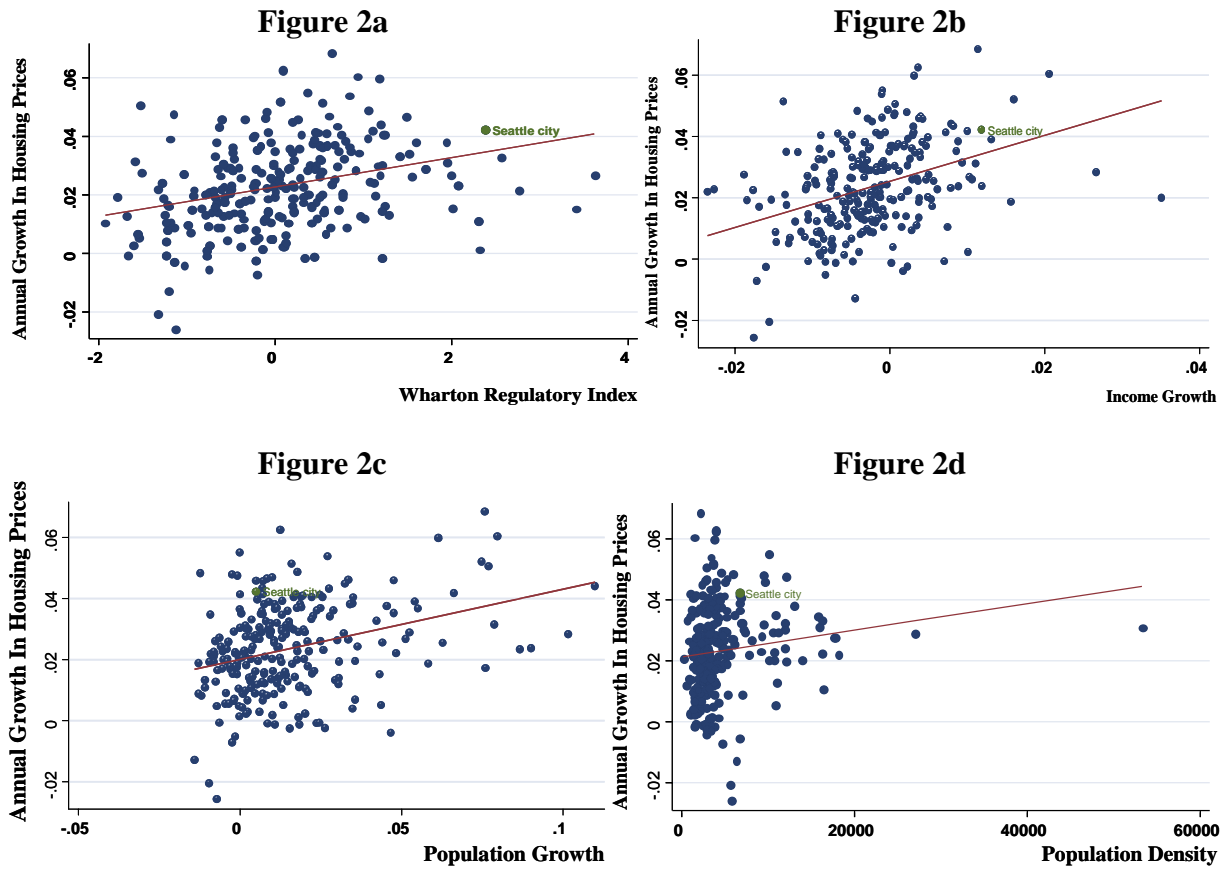 Figure 2a
Annual Growth In Housing Prices
.06
.04
.02
0
-.02
Seattle city
-2
0
2
4
Wharton Regulatory Index
Figure 2b
Annual Growth In Housing Prices
.06
.04
.02
0
-.02
Seattle city
-.02
0
.02
.04
Income Growth
Figure 2c
Annual Growth In Housing Prices
.06
.04
.02
0
-.02
Seattle city
-.05
0
.05
.1
Population Growth
Figure 2d
Annual Growth In Housing Prices
.06
.04
.02
0
-.02
Seattle city
0
20000
40000
60000
Population Density